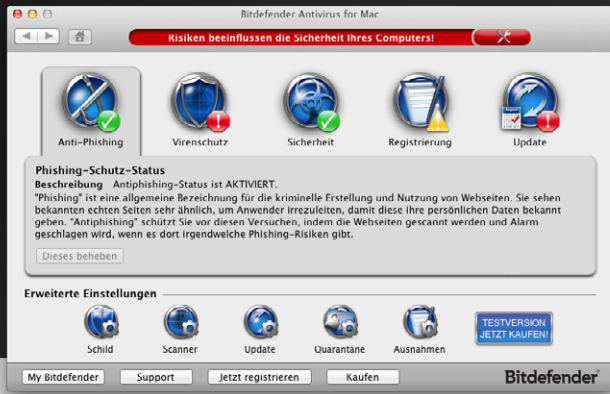 Bitdefender Antivirus for Mac
Risiken beeinflussen die Sicherheit Ihres Computers!
Anti-Phishing
Virenschutz
Sicherheit
Registrierung
Update
Phishing-Schutz-Status
Beschreibung Antiphishing-Status ist AKTIVIERT.
"Phishing" ist eine allgemeine Bezeichnung für die kriminelle Erstellung und Nutzung von Webseiten. Sie sehen
bekannten echten Seiten sehr ähnlich, um Anwender irrezuleiten, damit diese ihre persönlichen Daten bekannt
geben. "Antiphishing" schützt Sie vor diesen Versuchen, indem die Webseiten gescannt werden und Alarm
geschlagen wird, wenn es dort irgendwelche Phishing-Risiken gibt.
Dieses beheben
Erweiterte Einstellungen
Schild
Scanner
Update
Quarantäne
Ausnahmen
TESTVERSION
JETZT KAUFEN!
My Bitdefender
Support
Jetzt registrieren
Kaufen
Bitdefender